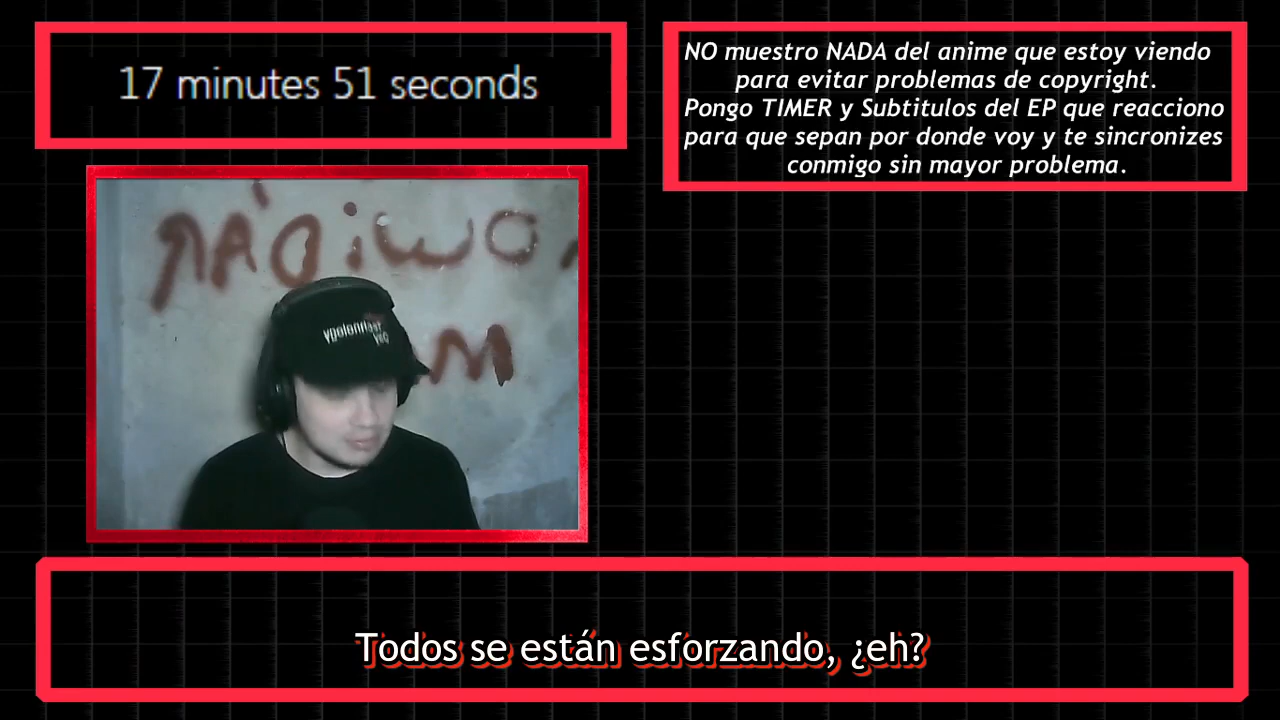 17 minutes 51 seconds
NO muestro NADA del anime que estoy viendo
para evitar problemas de copyright.
Pongo TIMER y Subtitulos del EP que reacciono
para que sepan por donde voy y te sincronizes
conmigo sin mayor problema.
Todos se están esforzando, ¿eh?